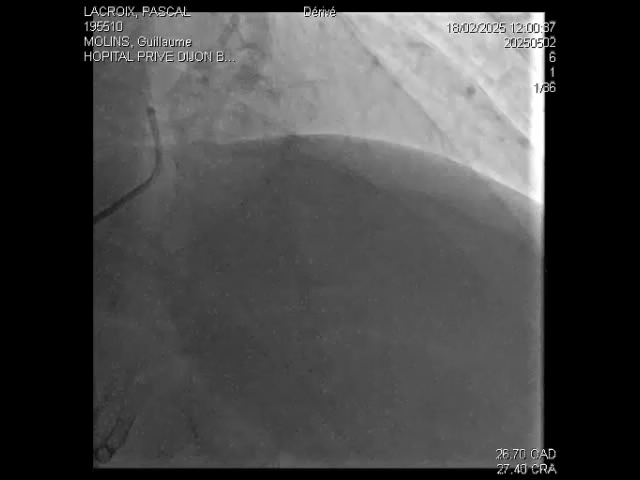 LACROIX, PASCAL
Dérivé
195510
18/02/2025 12:00:37
MOLINS, Guillaume
20250502
HOPITAL PRIVE DIJON B...
6
1
1/36
26.70 OAD
27.40 CRA